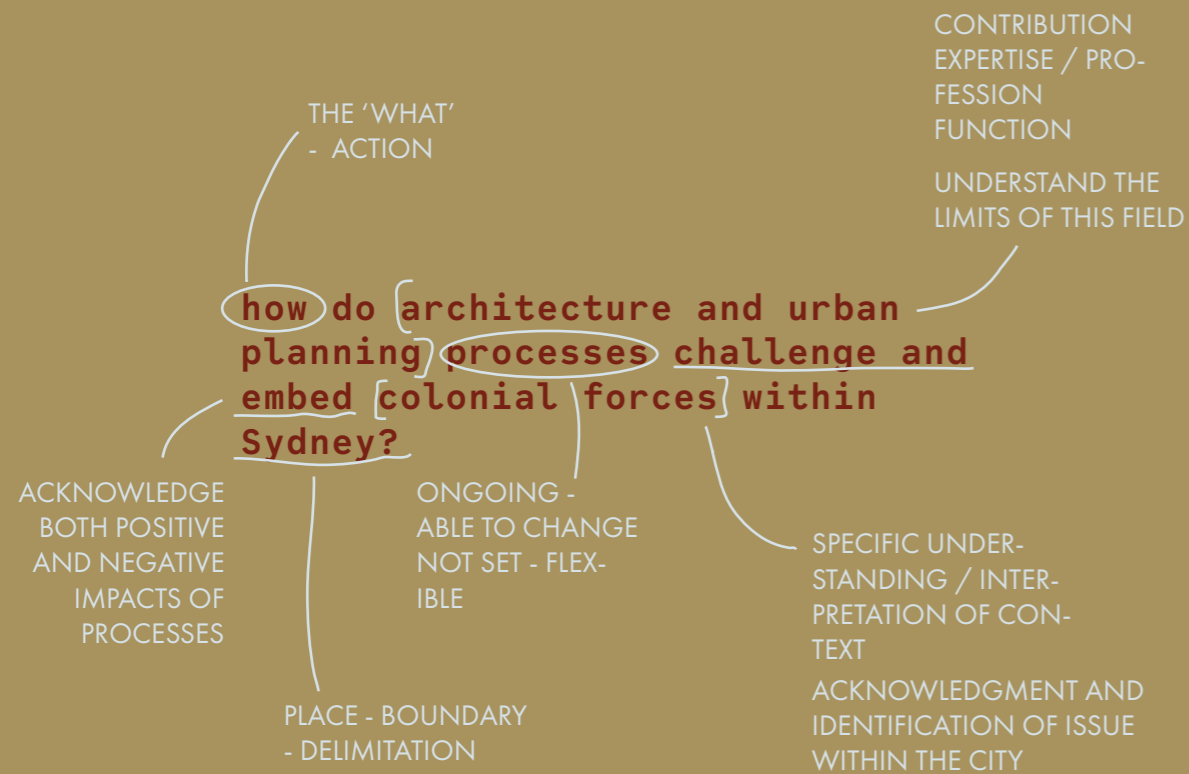 CONTRIBUTION
EXPERTISE / PRO-
FESSION
FUNCTION
UNDERSTAND THE
LIMITS OF THIS FIELD
THE ‘WHAT’
- ACTION
how do architecture and urban
planning processes challenge and
embed colonial forces within
Sydney?
ACKNOWLEDGE
BOTH POSITIVE
AND NEGATIVE
IMPACTS OF
PROCESSES
ONGOING -
ABLE TO CHANGE
NOT SET - FLEX-
IBLE
SPECIFIC UNDER-
STANDING / INTER-
PRETATION OF CON-
TEXT
ACKNOWLEDGMENT AND
IDENTIFICATION OF ISSUE
WITHIN THE CITY
PLACE - BOUNDARY
- DELIMITATION